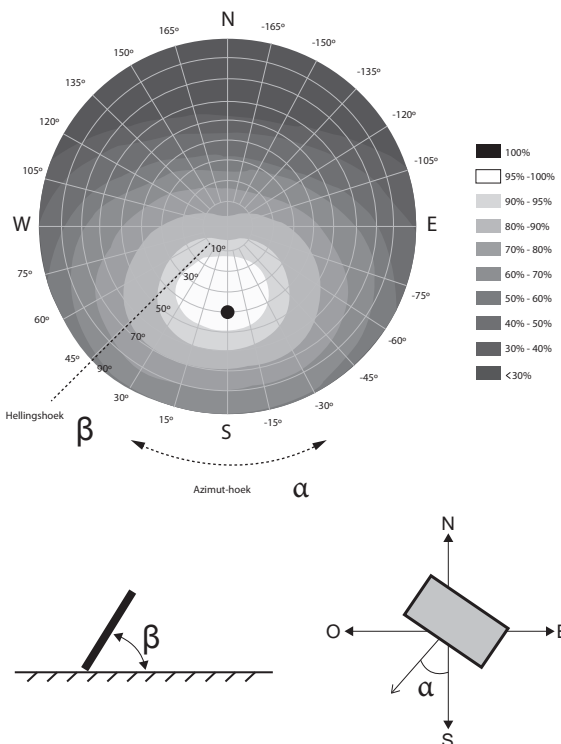 N
165º
-165º
150º
-150º
135º
-135º
120º
-120º
105º
-105º
W
E
75º
-75º
60º
-60º
45º
-45º
30º
-30º
15º
-15º
S
10º
30º
50º
70º
90º
Hellingshoek
β
Azimut-hoek
α
100%
95% -100%
90% - 95%
80% -90%
70% - 80%
60% - 70%
50% - 60%
40% - 50%
30% - 40%
<30%
β
N
O
E
α
S